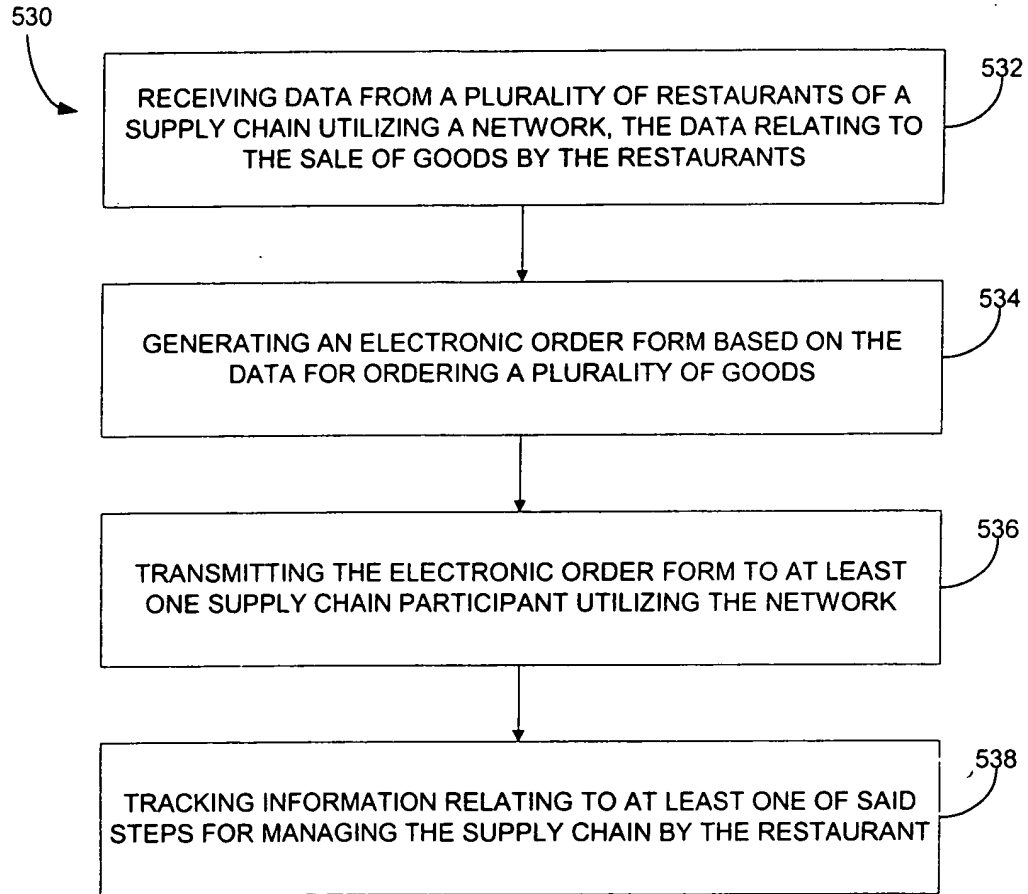 530
RECEIVING DATA FROM A PLURALITY OF RESTAURANTS OF A
SUPPLY CHAIN UTILIZING A NETWORK, THE DATA RELATING TO
THE SALE OF GOODS BY THE RESTAURANTS
532
GENERATING AN ELECTRONIC ORDER FORM BASED ON THE
DATA FOR ORDERING A PLURALITY OF GOODS
534
TRANSMITTING THE ELECTRONIC ORDER FORM TO AT LEAST
ONE SUPPLY CHAIN PARTICIPANT UTILIZING THE NETWORK
536
TRACKING INFORMATION RELATING TO AT LEAST ONE OF SAID
STEPS FOR MANAGING THE SUPPLY CHAIN BY THE RESTAURANT
538